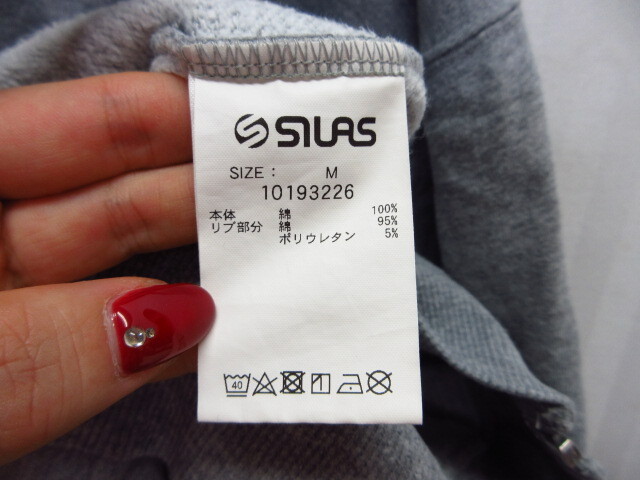 SILAS
SIZE : M
10193226
本体 綿 100%
リブ部分 綿 95%
ポリウレタン 5%
40